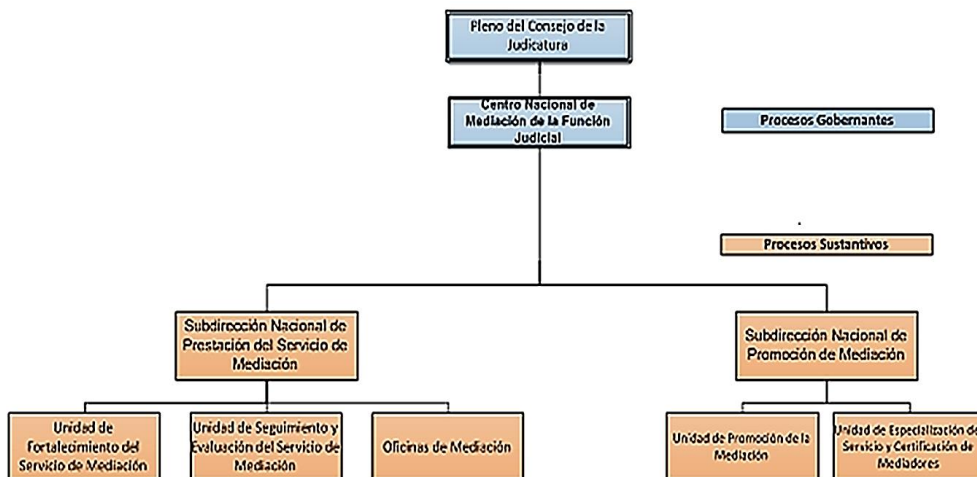 Pleno del Consejo de la
Judicatura
Centro Nacional de
Mediación de la Función
Judicial
Procesos Gobernantes
Procesos Sustantivos
Subdirección Nacional de
Prestación del Servicio de
Mediación
Subdirección Nacional de
Promoción de Mediación
Unidad de
Fortalecimiento del
Servicio de Mediación
Unidad de Seguimiento y
Evaluación del Servicio de
Mediación
Oficinas de Mediación
Unidad de Promoción de la
Mediación
Unidad de Especialización de
Servicio y Certificación de
Mediadores